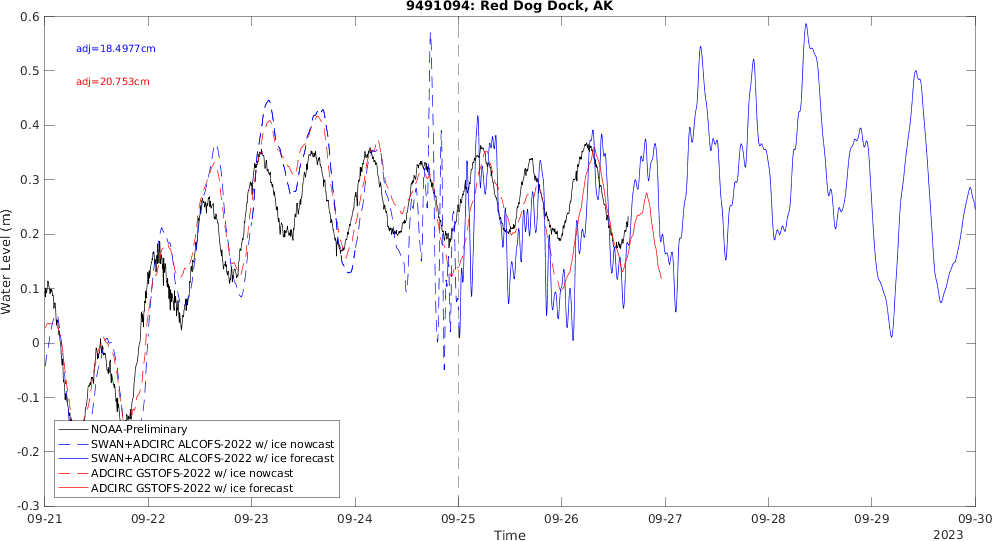 9491094: Red Dog Dock, AK
adj=18.4977cm
adj=20.753cm
Water Level (m)
0.6
0.5
0.4
0.3
0.2
0.1
0
-0.1
-0.2
-0.3
NOAA-Preliminary
SWAN+ADCIRC ALCOFS-2022 w/ ice nowcast
SWAN+ADCIRC ALCOFS-2022 w/ ice forecast
ADCIRC GSTOFS-2022 w/ ice nowcast
ADCIRC GSTOFS-2022 w/ ice forecast
09-21 09-22 09-23 09-24 09-25 09-26 09-27 09-28 09-29 09-30
Time
2023